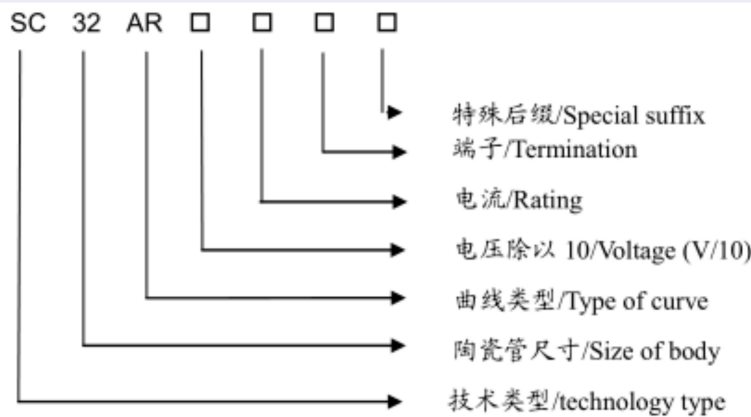 SC 32 AR □ □ □ □
特殊后缀/Special suffix
端子/Termination
电流/Rating
电压除以 10/Voltage (V/10)
曲线类型/Type of curve
陶瓷管尺寸/Size of body
技术类型/technology type